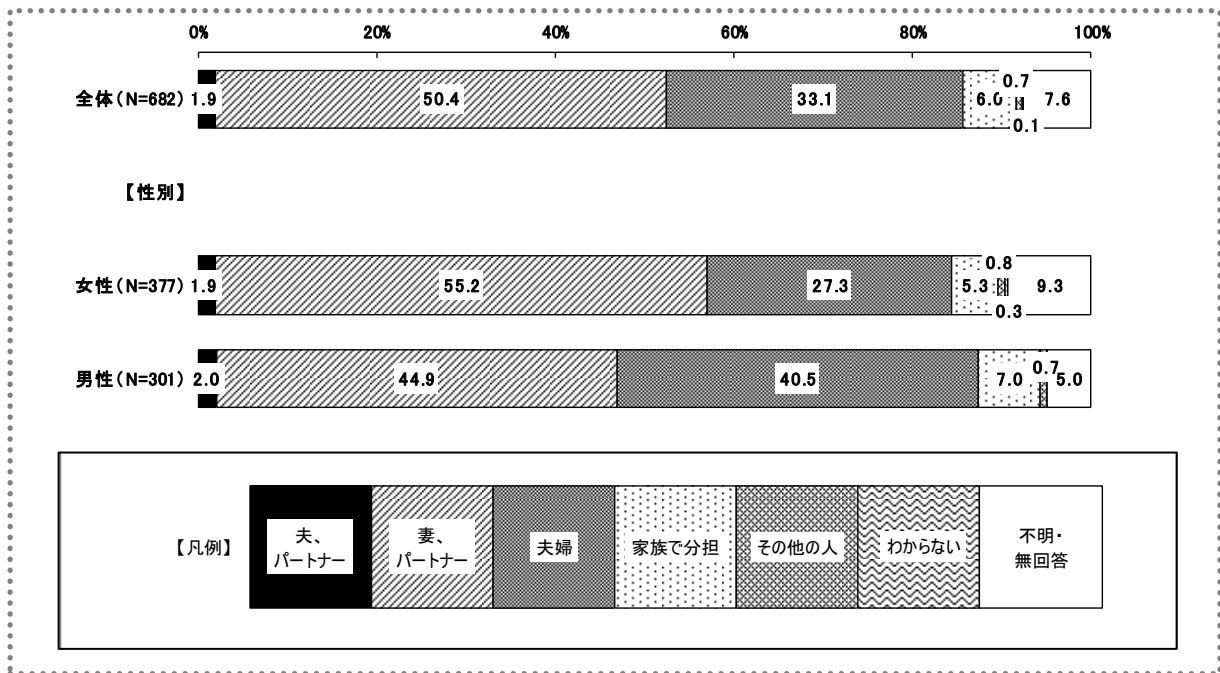 0% 20% 40% 60% 80% 100%
全体(N=682) 1.9 50.4 33.1 6.0 0.7 0.1 7.6
【性別】
女性(N=377) 1.9 55.2 27.3 5.3 0.8 0.3 9.3
男性(N=301) 2.0 44.9 40.5 7.0 0.7 5.0
【凡例】
夫、
パートナー
妻、
パートナー
夫婦
家族で分担
その他の人
わからない
不明・
無回答